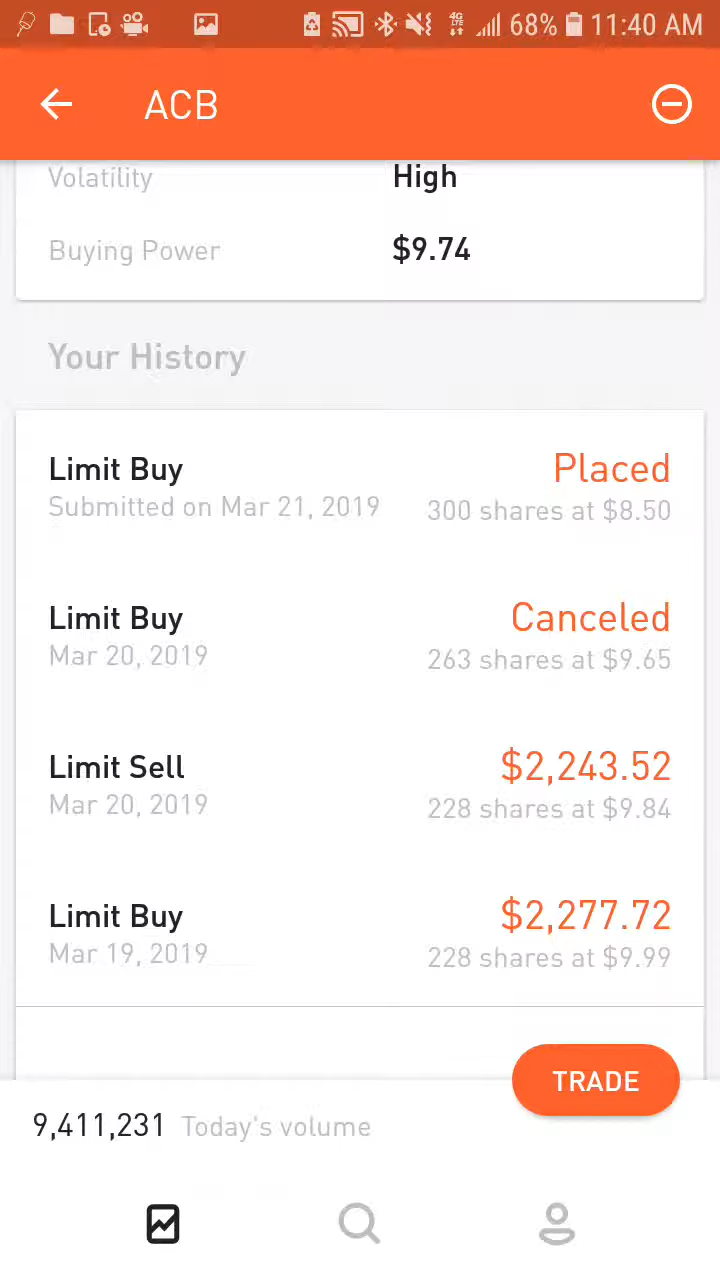 4G LTE 68% 11:40 AM
ACB
Volatility High
Buying Power $9.74
Your History
Limit Buy Placed
Submitted on Mar 21, 2019 300 shares at $8.50
Limit Buy Canceled
Mar 20, 2019 263 shares at $9.65
Limit Sell $2,243.52
Mar 20, 2019 228 shares at $9.84
Limit Buy $2,277.72
Mar 19, 2019 228 shares at $9.99
TRADE
9,411,231 Today's volume